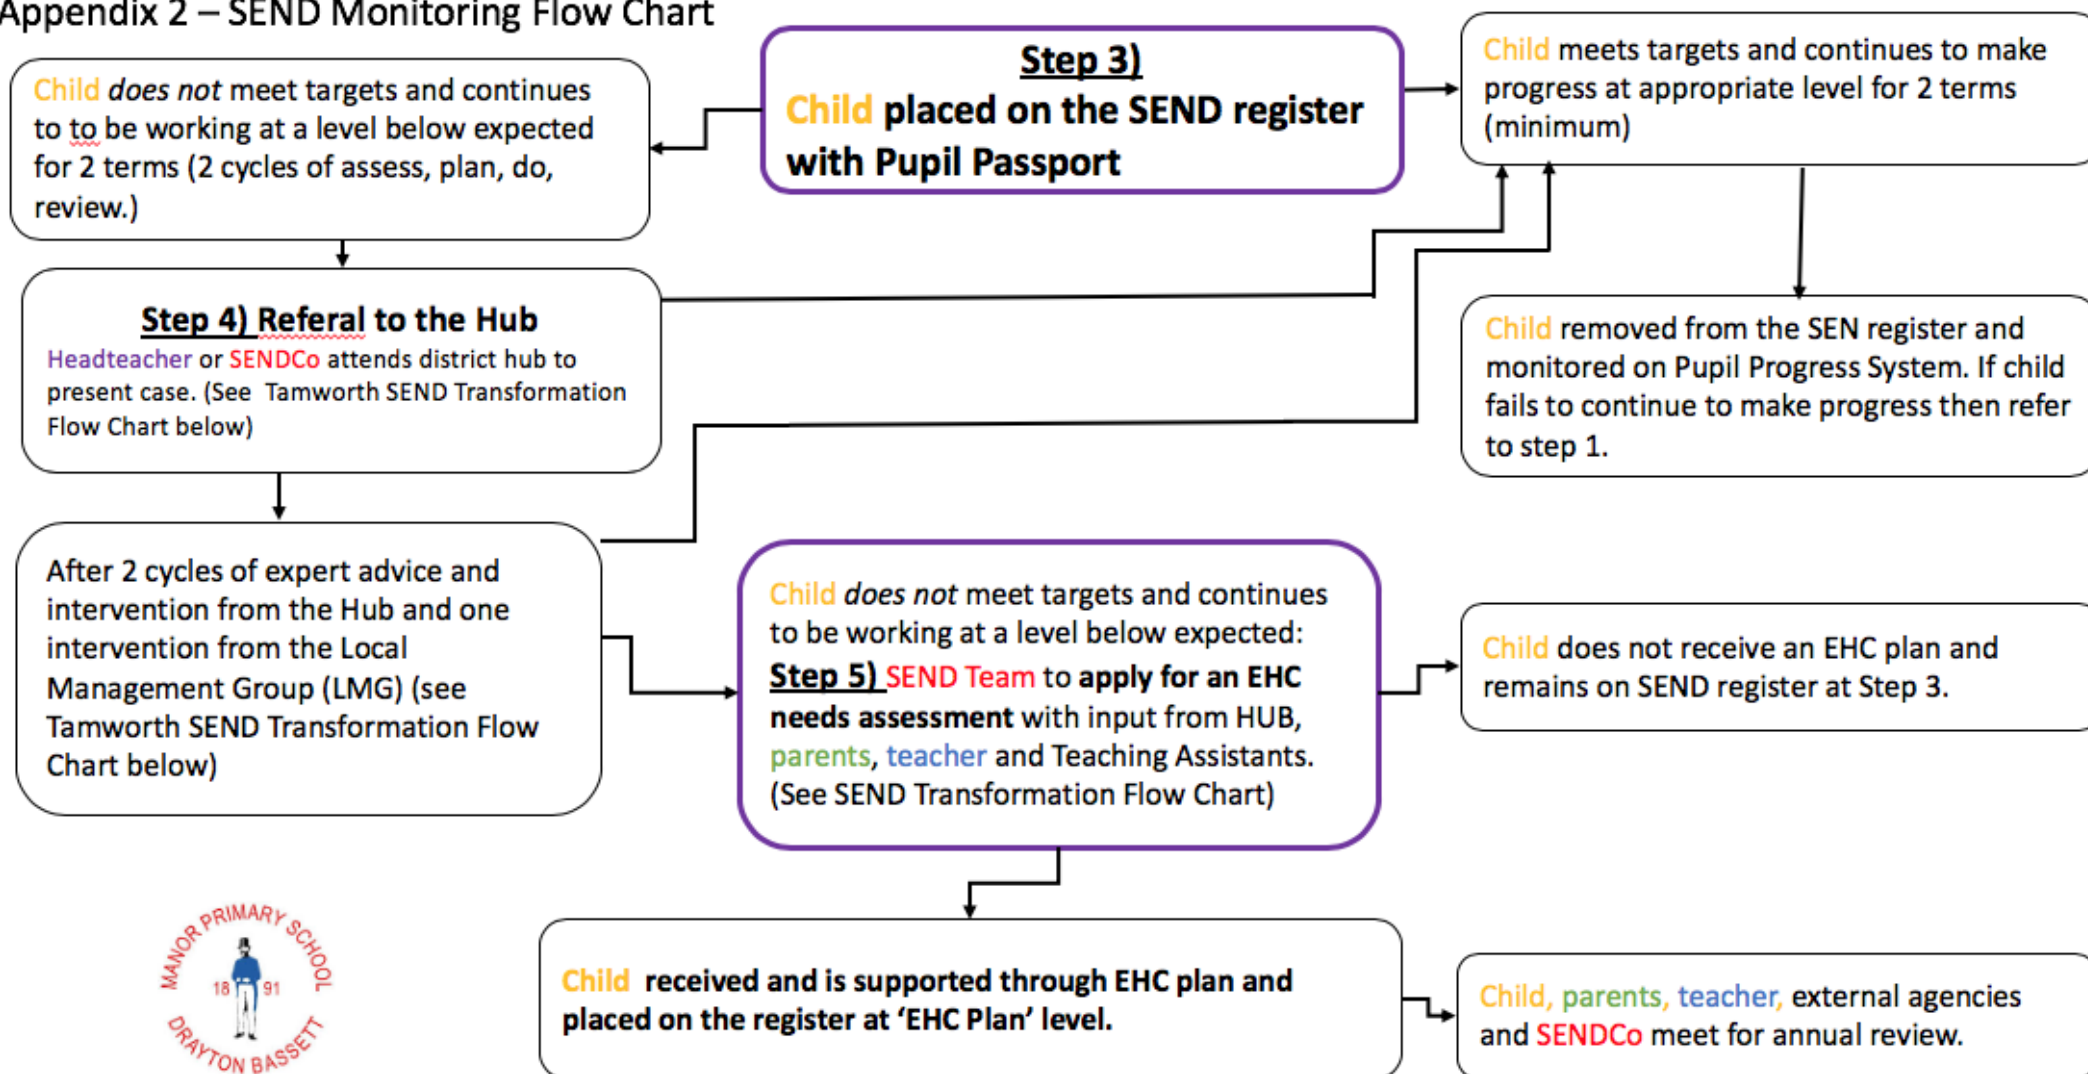 Appendix 2 – SEND Monitoring Flow Chart
Step 3)
Child placed on the SEND register
with Pupil Passport
Child meets targets and continues to make
progress at appropriate level for 2 terms
(minimum)
Child does not meet targets and continues
to to be working at a level below expected
for 2 terms (2 cycles of assess, plan, do,
review.)
Step 4) Referal to the Hub
Headteacher or SENDCo attends district hub to
present case. (See Tamworth SEND Transformation
Flow Chart below)
Child removed from the SEN register and
monitored on Pupil Progress System. If child
fails to continue to make progress then refer
to step 1.
After 2 cycles of expert advice and
intervention from the Hub and one
intervention from the Local
Management Group (LMG) (see
Tamworth SEND Transformation Flow
Chart below)
Child does not meet targets and continues
to be working at a level below expected:
Step 5) SEND Team to apply for an EHC
needs assessment with input from HUB,
parents, teacher and Teaching Assistants.
(See SEND Transformation Flow Chart)
Child does not receive an EHC plan and
remains on SEND register at Step 3.
Child received and is supported through EHC plan and
placed on the register at ‘EHC Plan’ level.
Child, parents, teacher, external agencies
and SENDCo meet for annual review.
MANOR PRIMARY SCHOOL
18 91
DRAYTON BASSETT